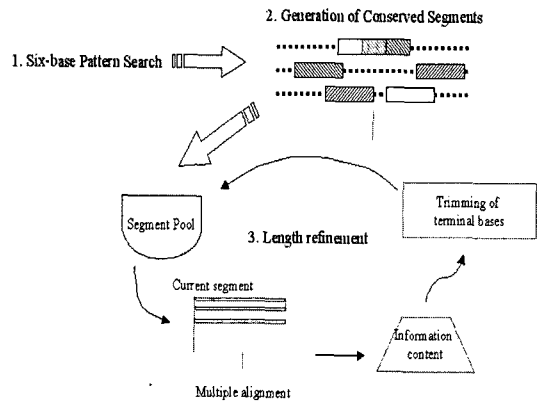 2. Generation of Conserved Segments
1. Six-base Pattern Search
Segment Pool
3. Length refinement
Trimming of
terminal bases
Current segment
Information
content
Multiple alignment